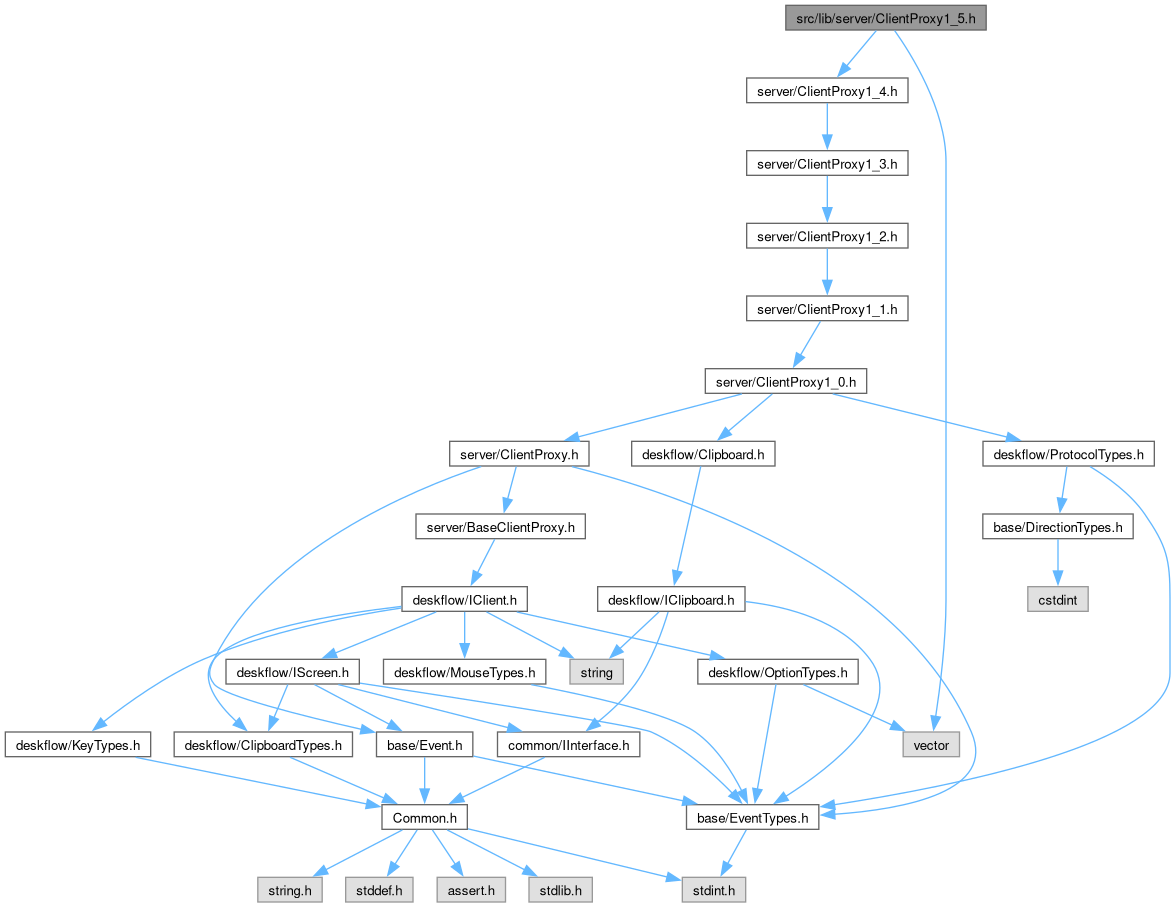 src/lib/server/ClientProxy1_5.h
server/ClientProxy1_4.h
server/ClientProxy1_3.h
server/ClientProxy1_2.h
server/ClientProxy1_1.h
server/ClientProxy1_0.h
server/ClientProxy.h
deskflow/Clipboard.h
deskflow/ProtocolTypes.h
server/BaseClientProxy.h
base/DirectionTypes.h
deskflow/IClient.h
deskflow/IClipboard.h
cstdint
deskflow/IScreen.h
deskflow/MouseTypes.h
string
deskflow/OptionTypes.h
deskflow/KeyTypes.h
deskflow/ClipboardTypes.h
base/Event.h
common/IInterface.h
vector
Common.h
base/EventTypes.h
string.h
stddef.h
assert.h
stdlib.h
stdint.h